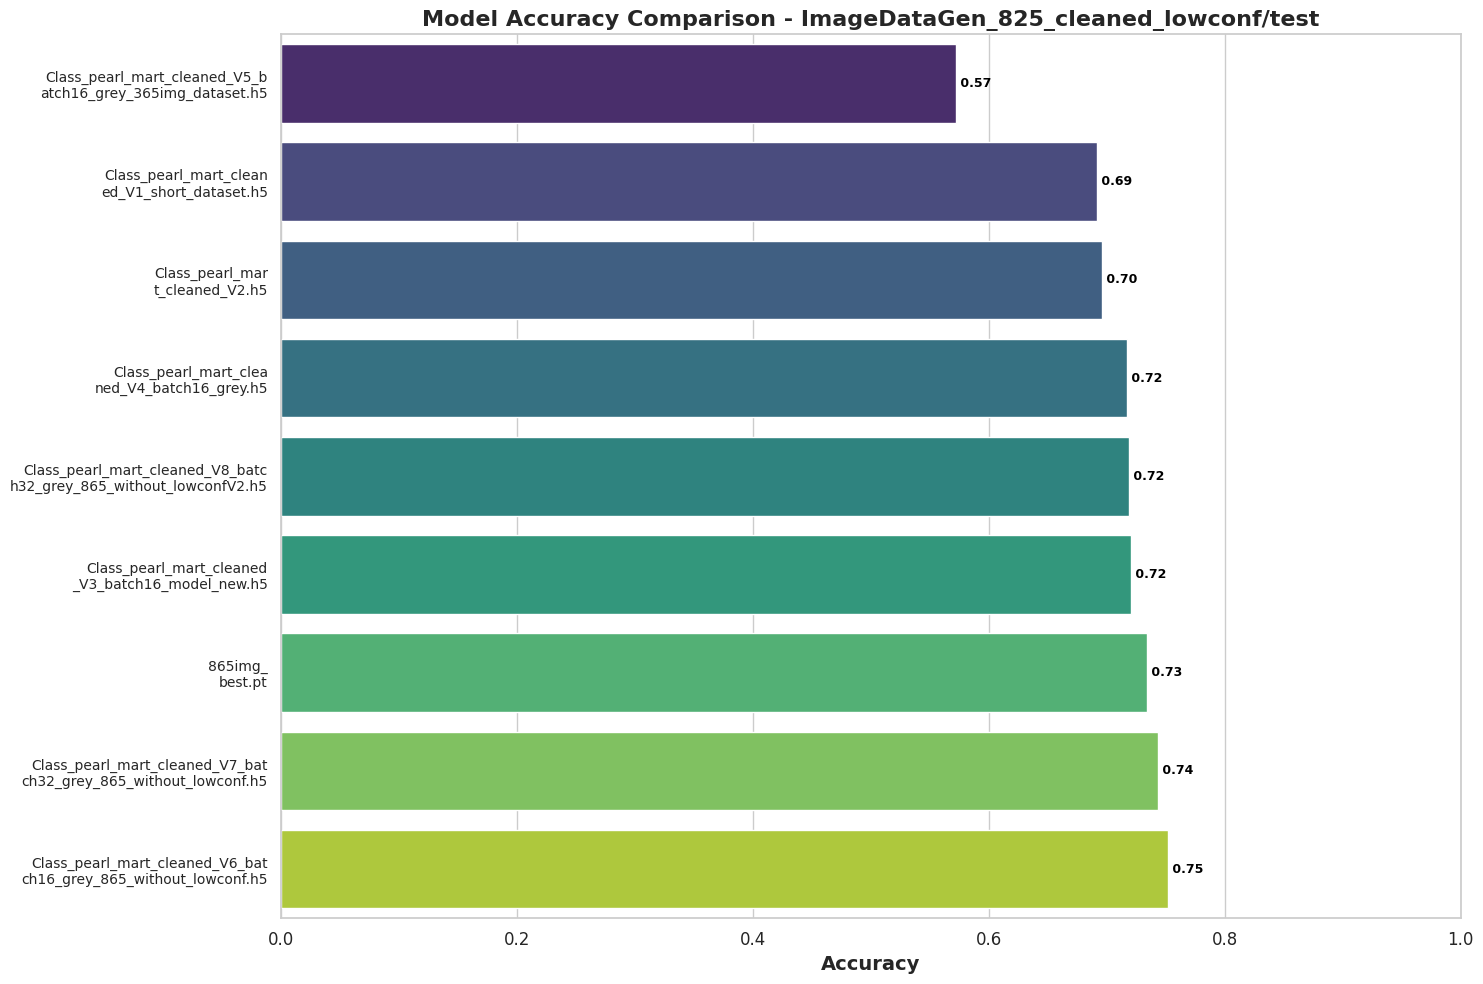 Model Accuracy Comparison - ImageDataGen_825_cleaned_lowconf/test
Class_pearl_mart_cleaned_V5_b
atch16_grey_365img_dataset.h5
0.57
Class_pearl_mart_clean
ed_V1_short_dataset.h5
0.69
Class_pearl_mar
t_cleaned_V2.h5
0.70
Class_pearl_mart_clea
ned_V4_batch16_grey.h5
0.72
Class_pearl_mart_cleaned_V8_batc
h32_grey_865_without_lowconfV2.h5
0.72
Class_pearl_mart_cleaned
_V3_batch16_model_new.h5
0.72
865img_
best.pt
0.73
Class_pearl_mart_cleaned_V7_bat
ch32_grey_865_without_lowconf.h5
0.74
Class_pearl_mart_cleaned_V6_bat
ch16_grey_865_without_lowconf.h5
0.75
0.0 0.2 0.4 0.6 0.8 1.0
Accuracy